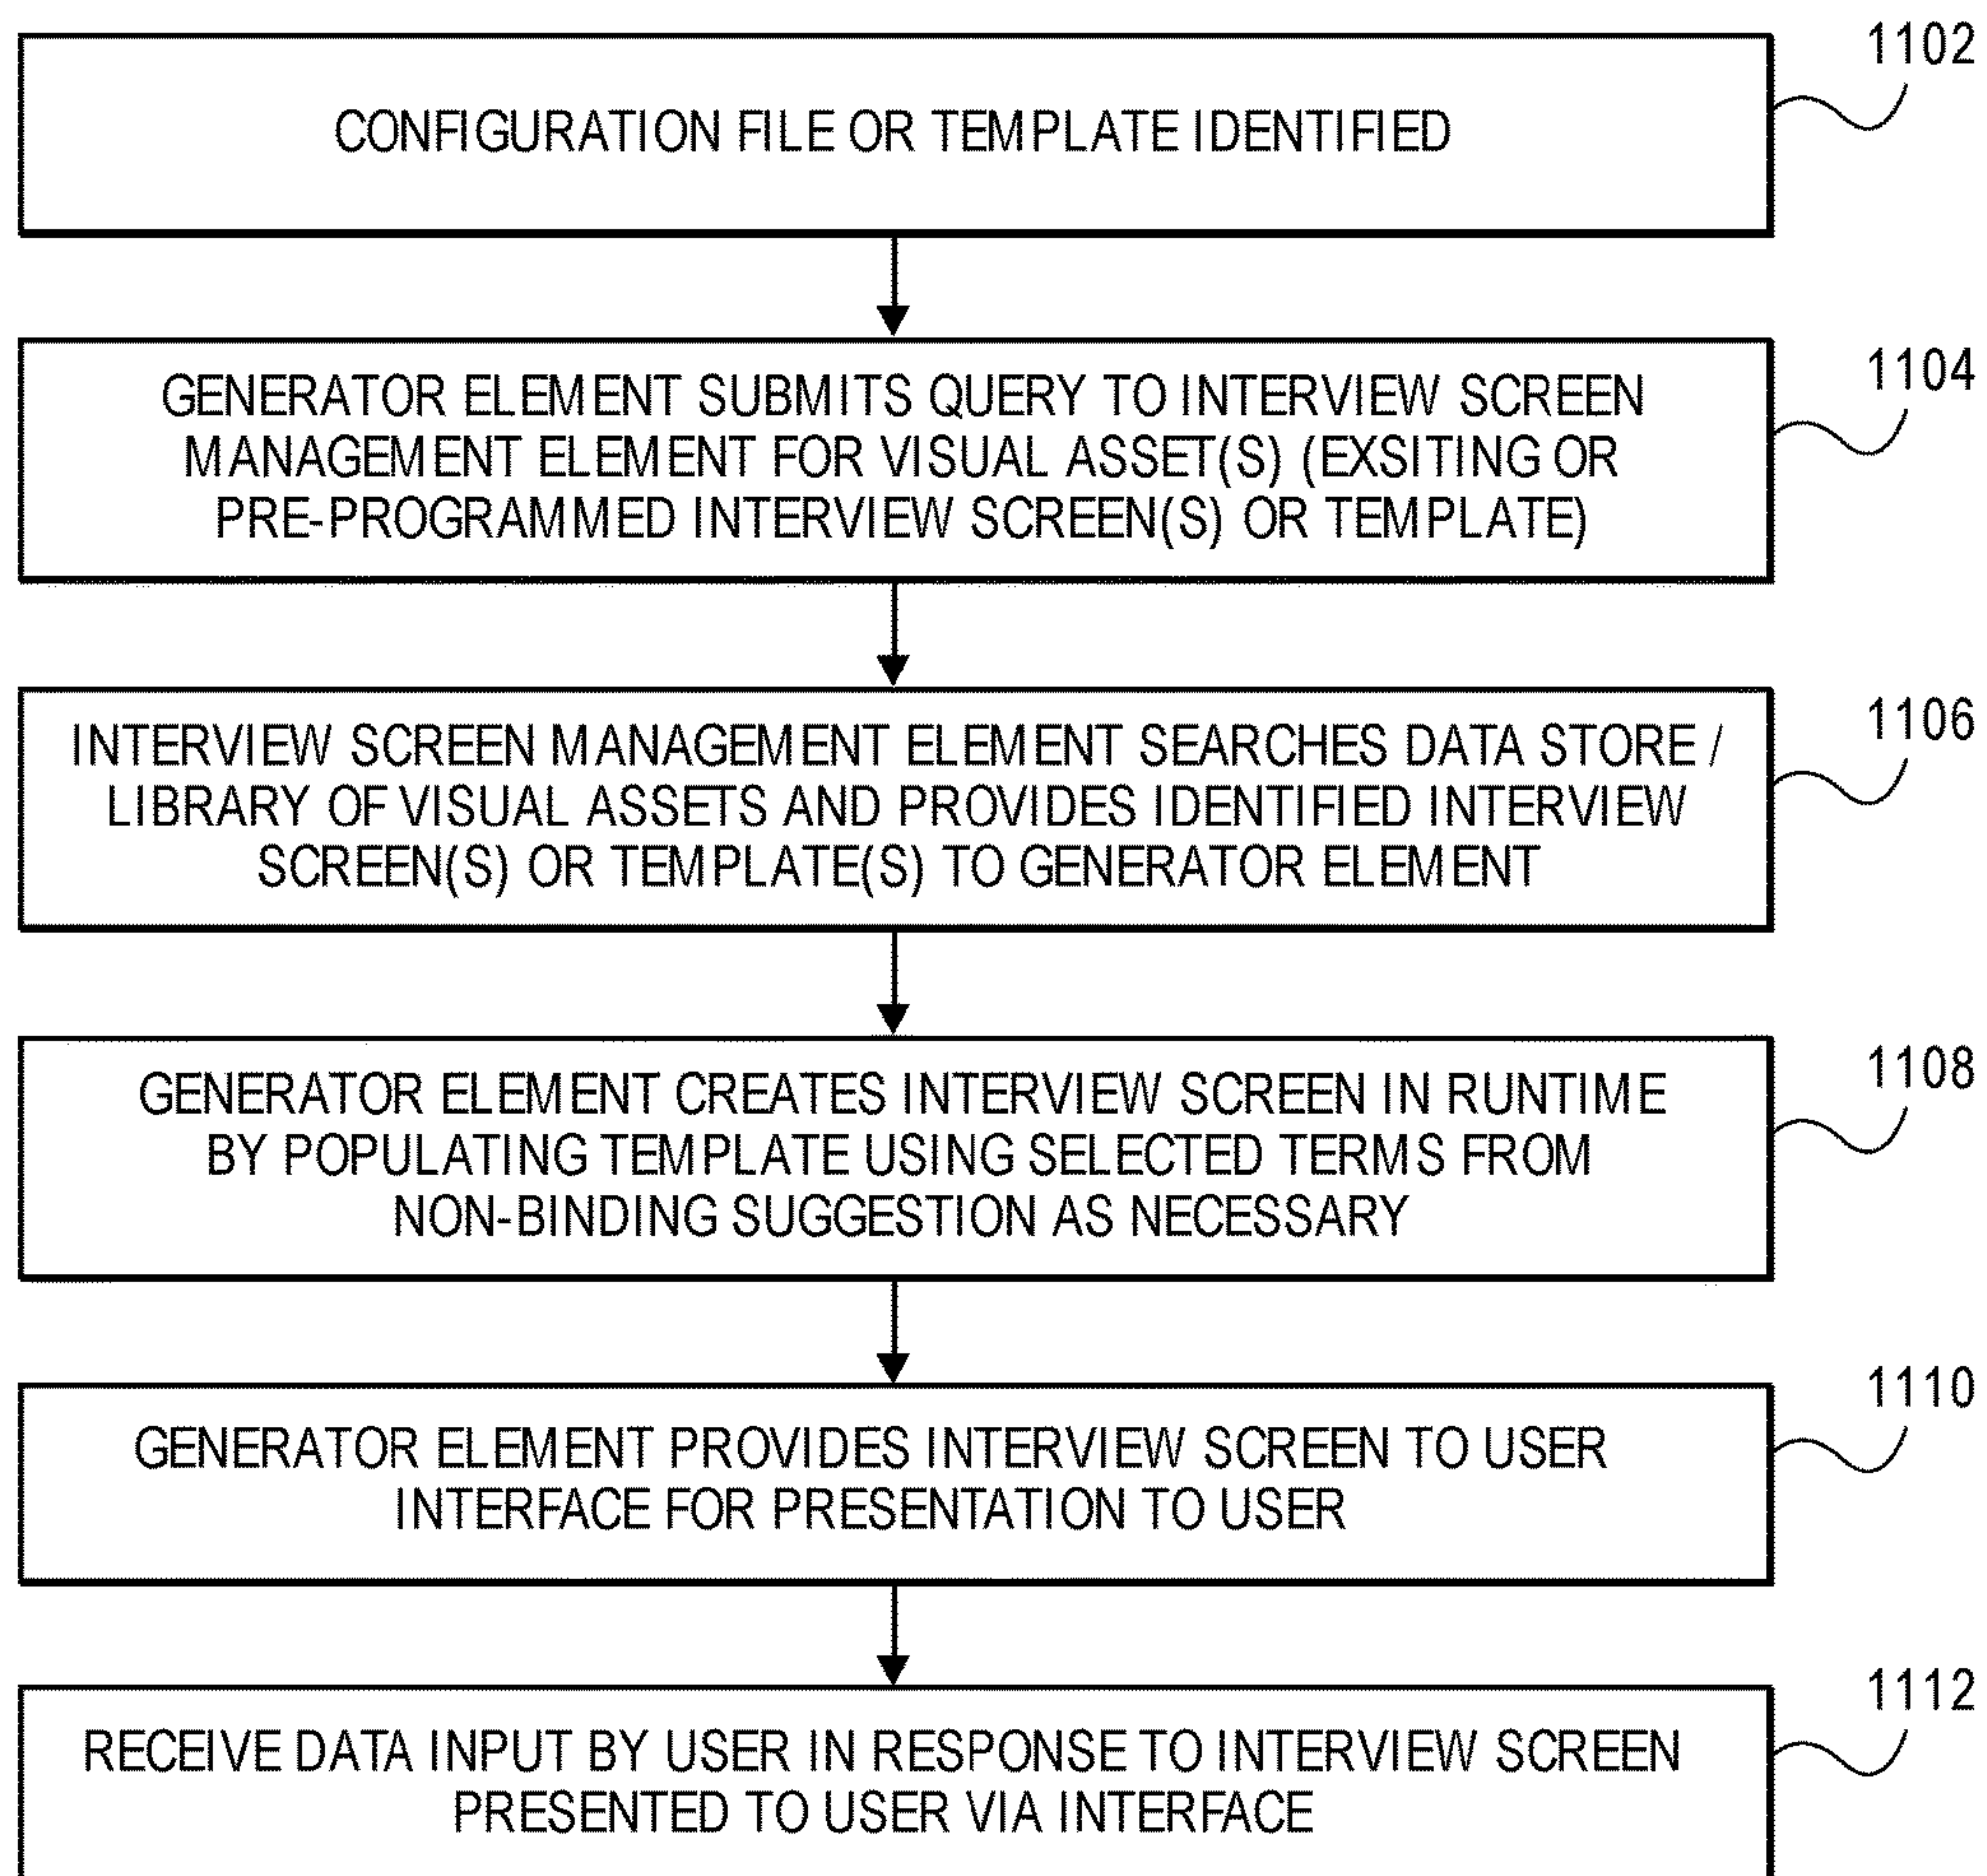 1102
CONFIGURATION FILE OR TEMPLATE IDENTIFIED
1104
GENERATOR ELEMENT SUBMITS QUERY TO INTERVIEW SCREEN
MANAGEMENT ELEMENT FOR VISUAL ASSET(S) (EXSITING OR
PRE-PROGRAMMED INTERVIEW SCREEN(S) OR TEMPLATE)
1106
INTERVIEW SCREEN MANAGEMENT ELEMENT SEARCHES DATA STORE /
LIBRARY OF VISUAL ASSETS AND PROVIDES IDENTIFIED INTERVIEW
SCREEN(S) OR TEMPLATE(S) TO GENERATOR ELEMENT
1108
GENERATOR ELEMENT CREATES INTERVIEW SCREEN IN RUNTIME
BY POPULATING TEMPLATE USING SELECTED TERMS FROM
NON-BINDING SUGGESTION AS NECESSARY
1110
GENERATOR ELEMENT PROVIDES INTERVIEW SCREEN TO USER
INTERFACE FOR PRESENTATION TO USER
1112
RECEIVE DATA INPUT BY USER IN RESPONSE TO INTERVIEW SCREEN
PRESENTED TO USER VIA INTERFACE